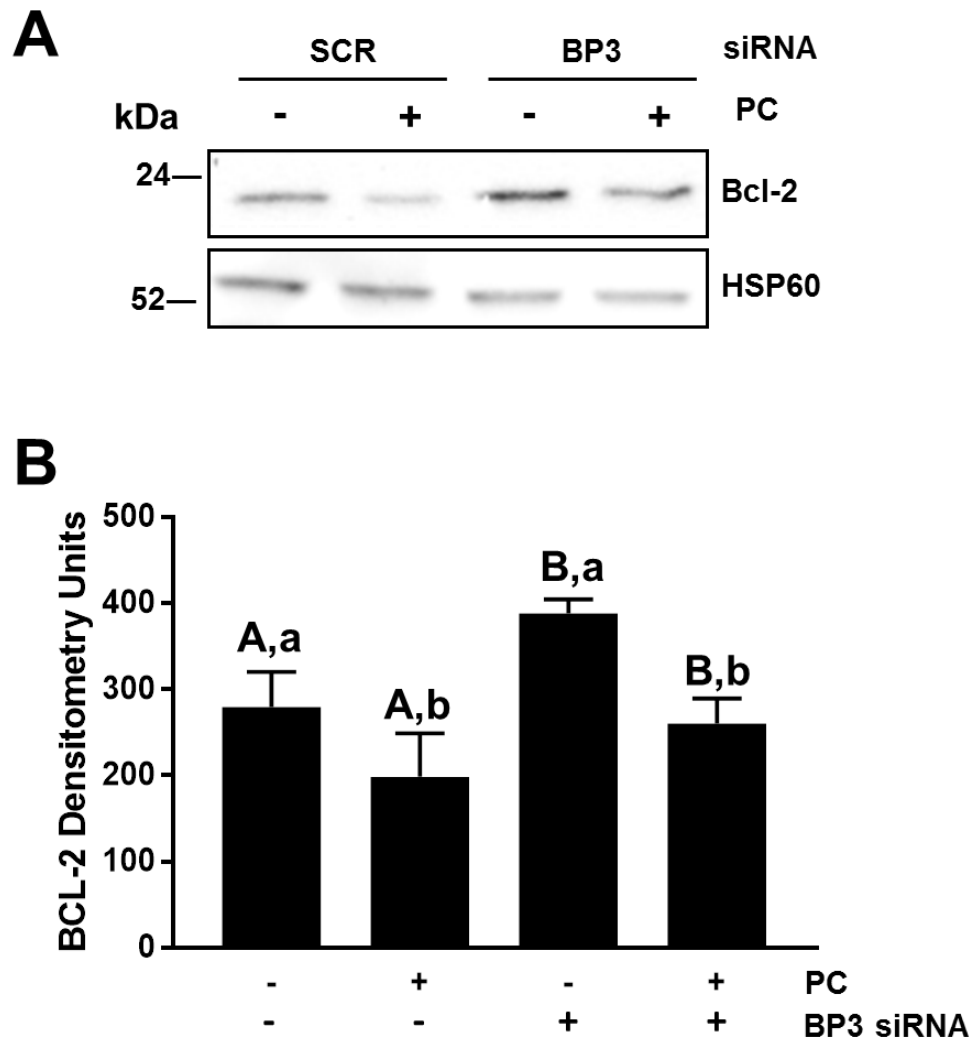 A
SCR BP3 siRNA
kDa - + - + PC
24— Bcl-2
52— HSP60
B
BCL-2 Densitometry Units
500
400
300
200
100
0
A,a
A,b
B,a
B,b
- + - + PC
- - + + BP3 siRNA